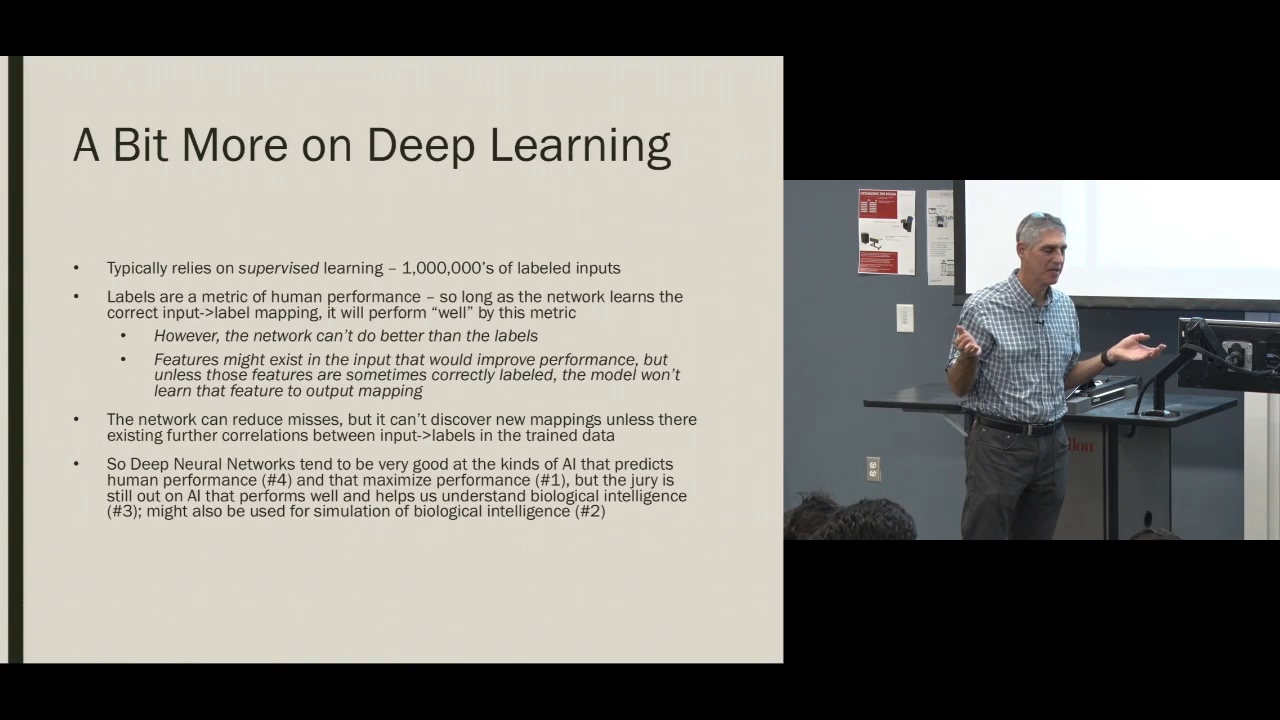 A Bit More on Deep Learning
• Typically relies on supervised learning – 1,000,000’s of labeled inputs
• Labels are a metric of human performance – so long as the network learns the
correct input->label mapping, it will perform “well” by this metric
• However, the network can’t do better than the labels
• Features might exist in the input that would improve performance, but
unless those features are sometimes correctly labeled, the model won’t
learn that feature to output mapping
• The network can reduce misses, but it can’t discover new mappings unless there
existing further correlations between input->labels in the trained data
• So Deep Neural Networks tend to be very good at the kinds of AI that predicts
human performance (#4) and that maximize performance (#1), but the jury is
still out on AI that performs well and helps us understand biological intelligence
(#3); might also be used for simulation of biological intelligence (#2)